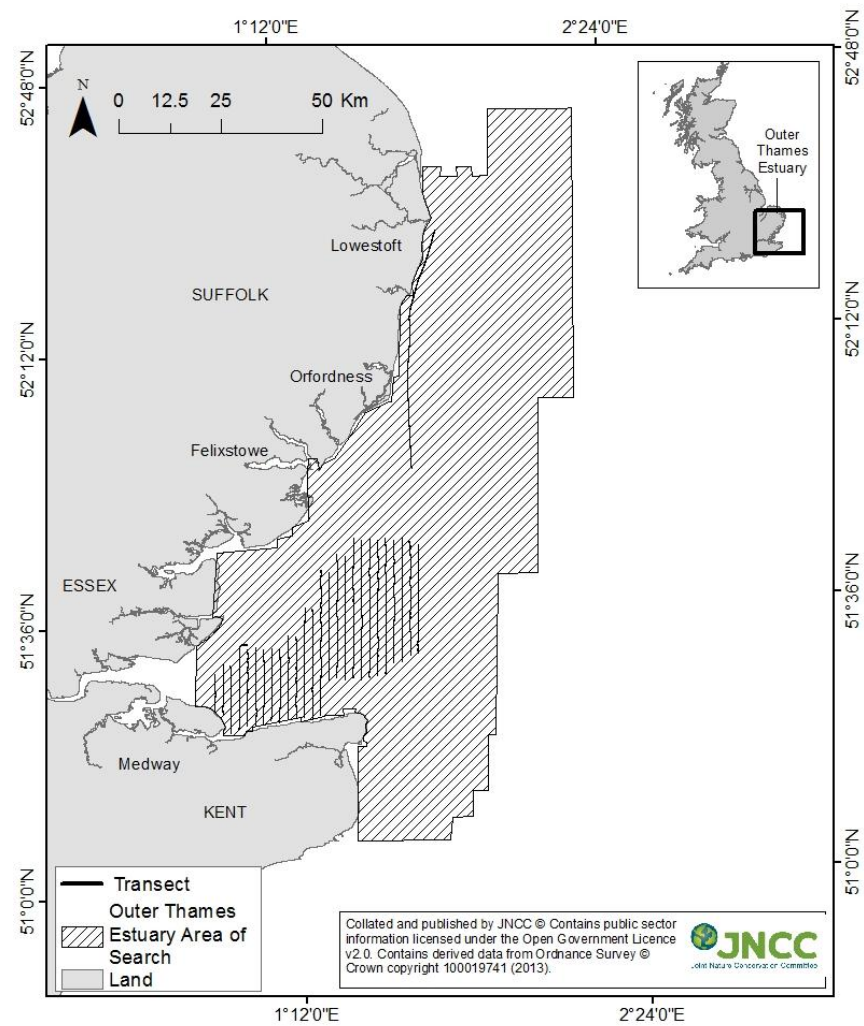 1°12'0"E 2°24'0"E
52°48'0"N
52°48'0"N
N
0 12.5 25 50 Km
Outer
Thames
Estuary
Lowestoft
SUFFOLK
52°12'0"N
52°12'0"N
Orfordness
Felixstowe
ESSEX
51°36'0"N
51°36'0"N
Medway
KENT
51°0'0"N
51°0'0"N
Transect
Outer Thames
Estuary Area of
Search
Land
Collated and published by JNCC © Contains public sector
information licensed under the Open Government Licence
v2.0. Contains derived data from Ordnance Survey ©
Crown copyright 100019741 (2013).
JNCC
Joint Nature Conservation Committee
1°12'0"E 2°24'0"E